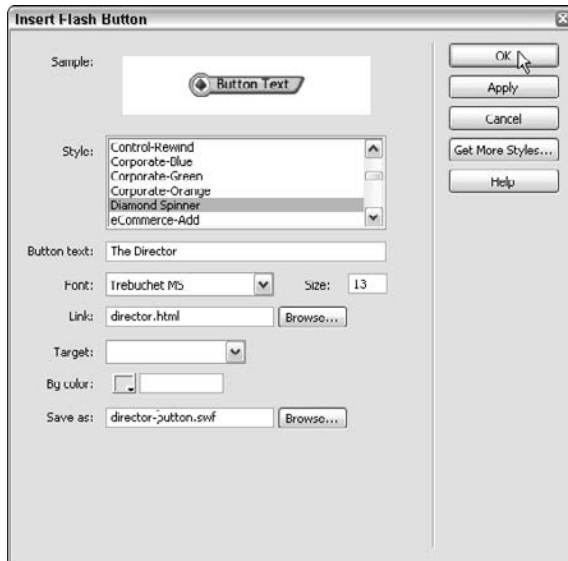 Insert Flash Button
Sample:
Button Text
Style:
Control-Rewind
Corporate-Blue
Corporate-Green
Corporate-Orange
Diamond Spinner
eCommerce-Add
Button text: The Director
Font: Trebuchet MS Size: 13
Link: director.html Browse...
Target:
Bg color:
Save as: director-button.swf Browse...
OK
Apply
Cancel
Get More Styles...
Help